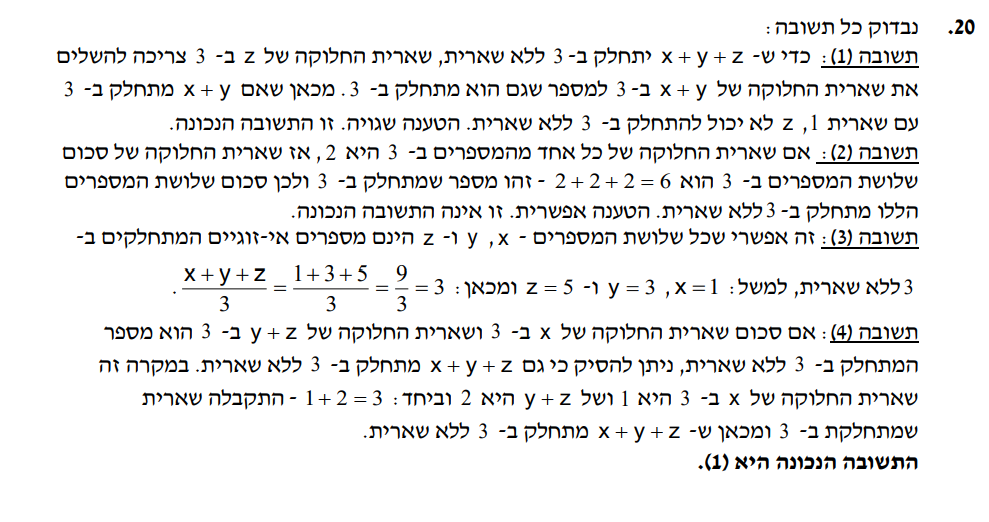 20. נבדוק כל תשובה:
תשובה (1): כדי ש- x + y + z יתחלק ב- 3 ללא שארית, שארית החלוקה של z ב- 3 צריכה להשלים
את שארית החלוקה של x + y ב- 3 למספר שגם הוא מתחלק ב- 3. מכאן שאם x + y מתחלק ב- 3
עם שארית 1, z לא יכול להתחלק ב- 3 ללא שארית. הטענה שגויה. זו התשובה הנכונה.
תשובה (2): אם שארית החלוקה של כל אחד מהמספרים ב- 3 היא 2, אז שארית החלוקה של סכום
שלושת המספרים ב- 3 הוא 2 + 2 + 2 = 6 - זהו מספר שמתחלק ב- 3 ולכן סכום שלושת המספרים
הללו מתחלק ב- 3 ללא שארית. הטענה אפשרית. זו אינה התשובה הנכונה.
תשובה (3): זה אפשרי שכל שלושת המספרים - x, y ו- z הינם מספרים אי-זוגיים המתחלקים ב-
3 ללא שארית, למשל: x = 1, y = 3 ו- z = 5 ומכאן: (x + y + z)/3 = (1 + 3 + 5)/3 = 9/3 = 3.
תשובה (4): אם סכום שארית החלוקה של x ב- 3 ושארית החלוקה של y + z ב- 3 הוא מספר
המתחלק ב- 3 ללא שארית, ניתן להסיק כי גם x + y + z מתחלק ב- 3 ללא שארית. במקרה זה
שארית החלוקה של x ב- 3 היא 1 ושל y + z היא 2 וביחד: 1 + 2 = 3 - התקבלה שארית
שמתחלקת ב- 3 ומכאן ש- x + y + z מתחלק ב- 3 ללא שארית.
התשובה הנכונה היא (1).